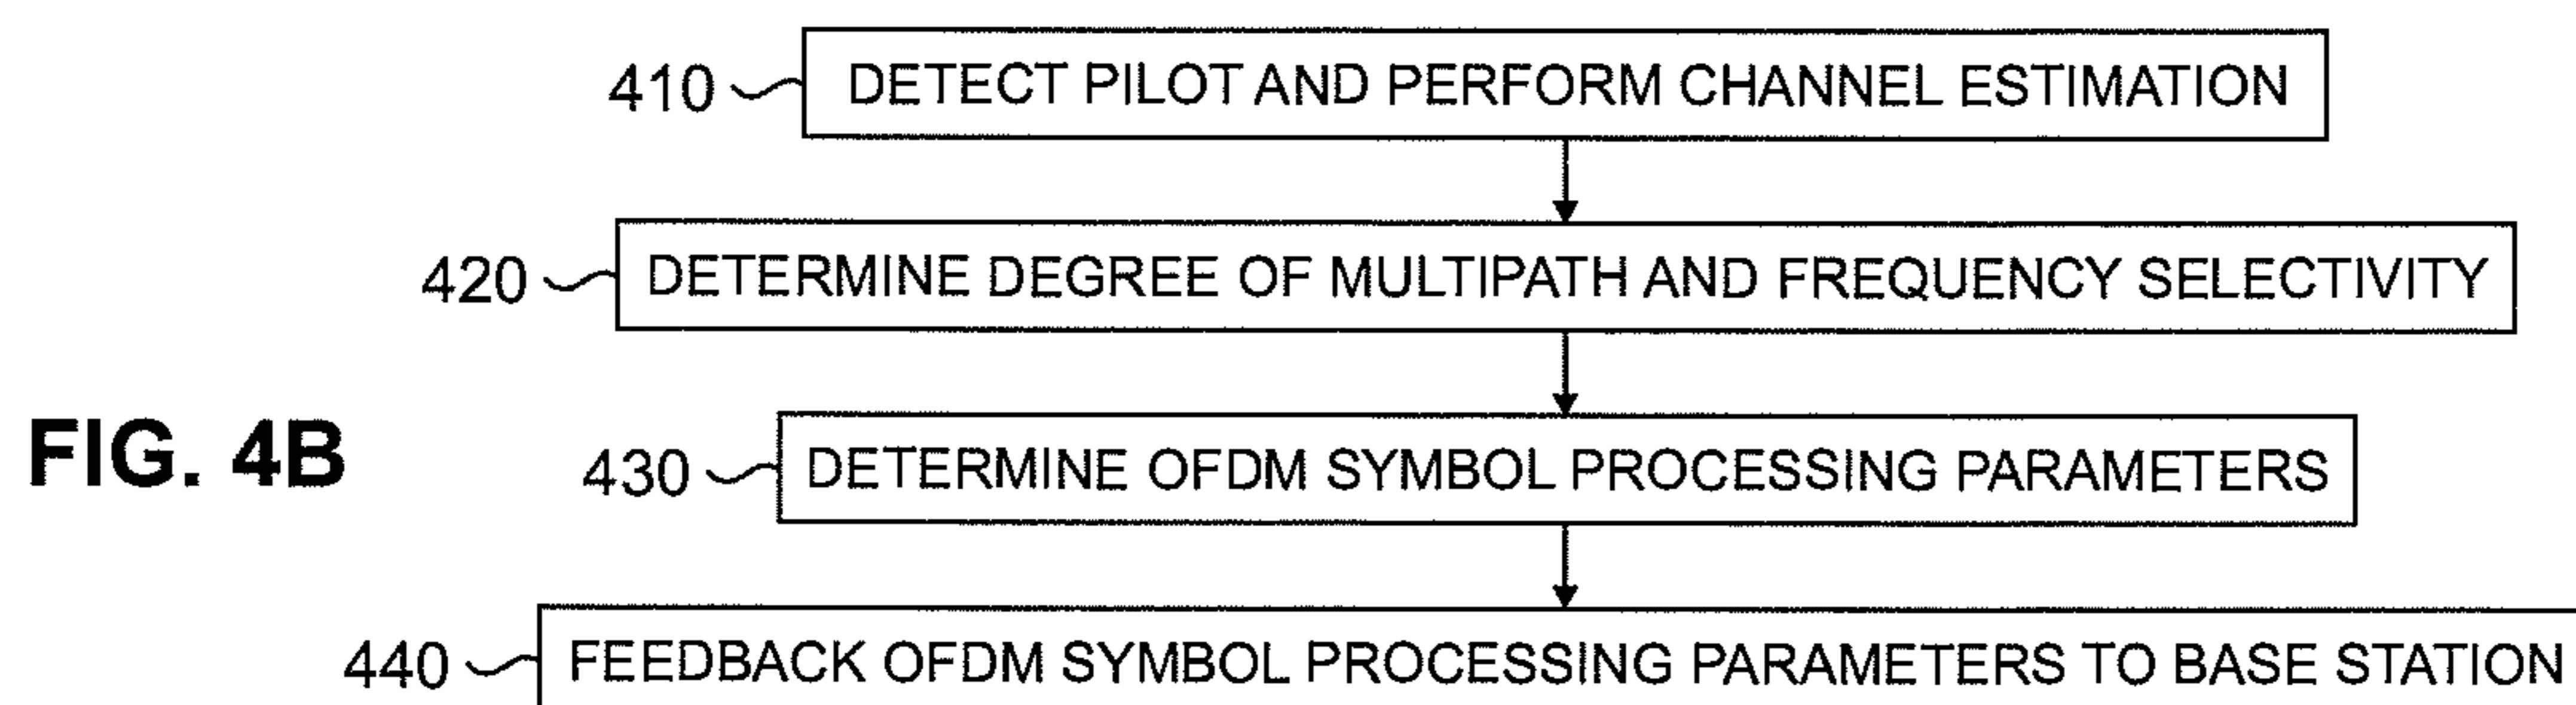 410 DETECT PILOT AND PERFORM CHANNEL ESTIMATION
420 DETERMINE DEGREE OF MULTIPATH AND FREQUENCY SELECTIVITY
FIG. 4B
430 DETERMINE OFDM SYMBOL PROCESSING PARAMETERS
440 FEEDBACK OFDM SYMBOL PROCESSING PARAMETERS TO BASE STATION